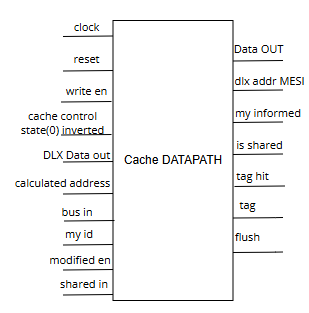 clock
reset
write en
cache control
state(0) inverted
DLX Data out
calculated address
bus in
my id
modified en
shared in
Cache DATAPATH
Data OUT
dlx addr MESI
my informed
is shared
tag hit
tag
flush